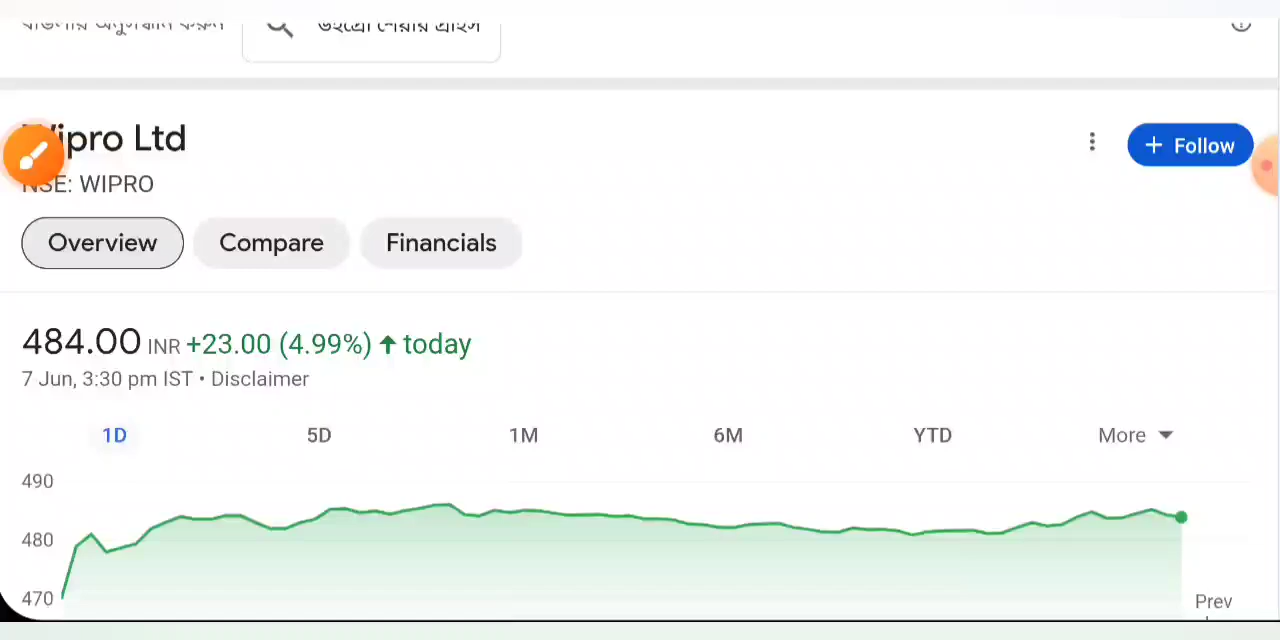 Wipro Ltd
Follow
NSE: WIPRO
Overview Compare Financials
484.00 INR +23.00 (4.99%) ↑ today
7 Jun, 3:30 pm IST • Disclaimer
1D 5D 1M 6M YTD More
490
480
470
Prev